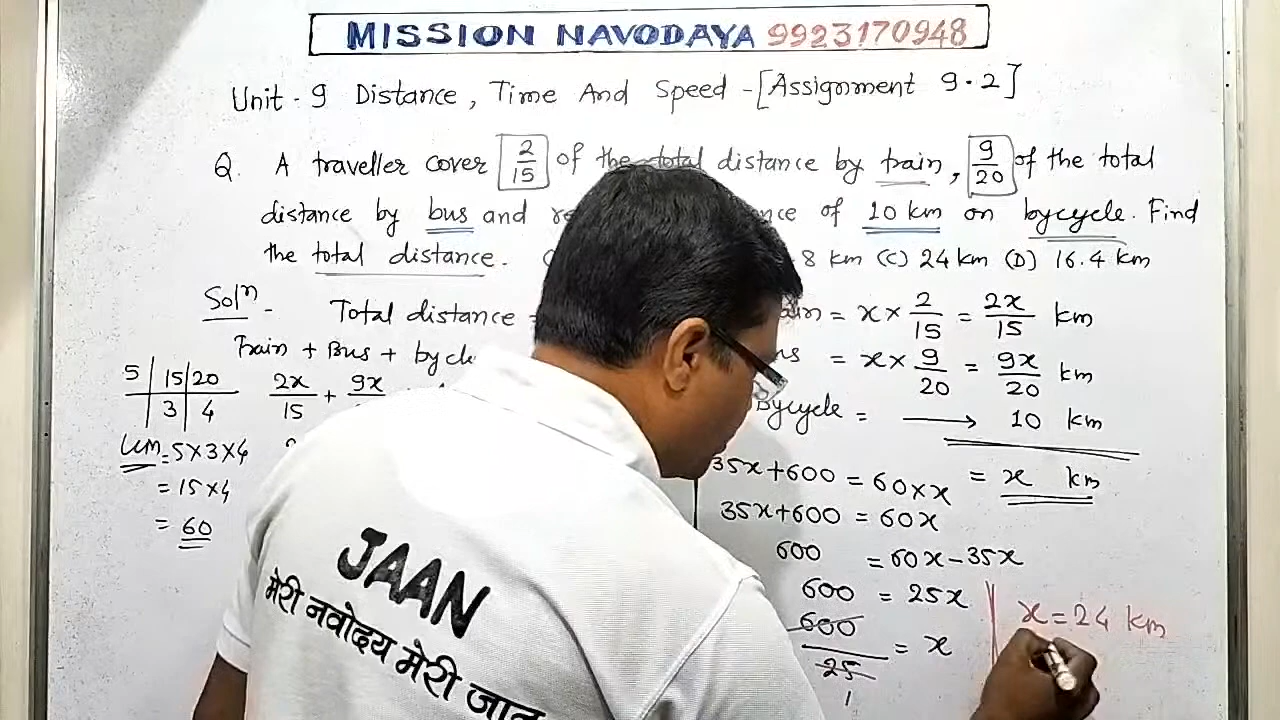 MISSION NAVODAYA 9923170948
Unit - 9 Distance, Time And Speed - [Assignment 9.2]
Q. A traveller cover 2/15 of the total distance by train, 9/20 of the total
distance by bus and of 10 km on bycycle. Find
the total distance. 8 km (C) 24 km (D) 16.4 km
Solⁿ - Total distance = = x × 2/15 = 2x/15 km
Train + Bus + = x × 9/20 = 9x/20 km
5 | 15 | 20
3 | 4
2x/15 + 9x
Bycycle = → 10 km
= x km
Lcm = 5×3×4
= 15×4
= 60
35x + 600 = 60 × x
35x + 600 = 60x
600 = 60x - 35x
600 = 25x
600/25 = x
1
x = 24 km
JAAN
मेरी नवोदय मेरी जान